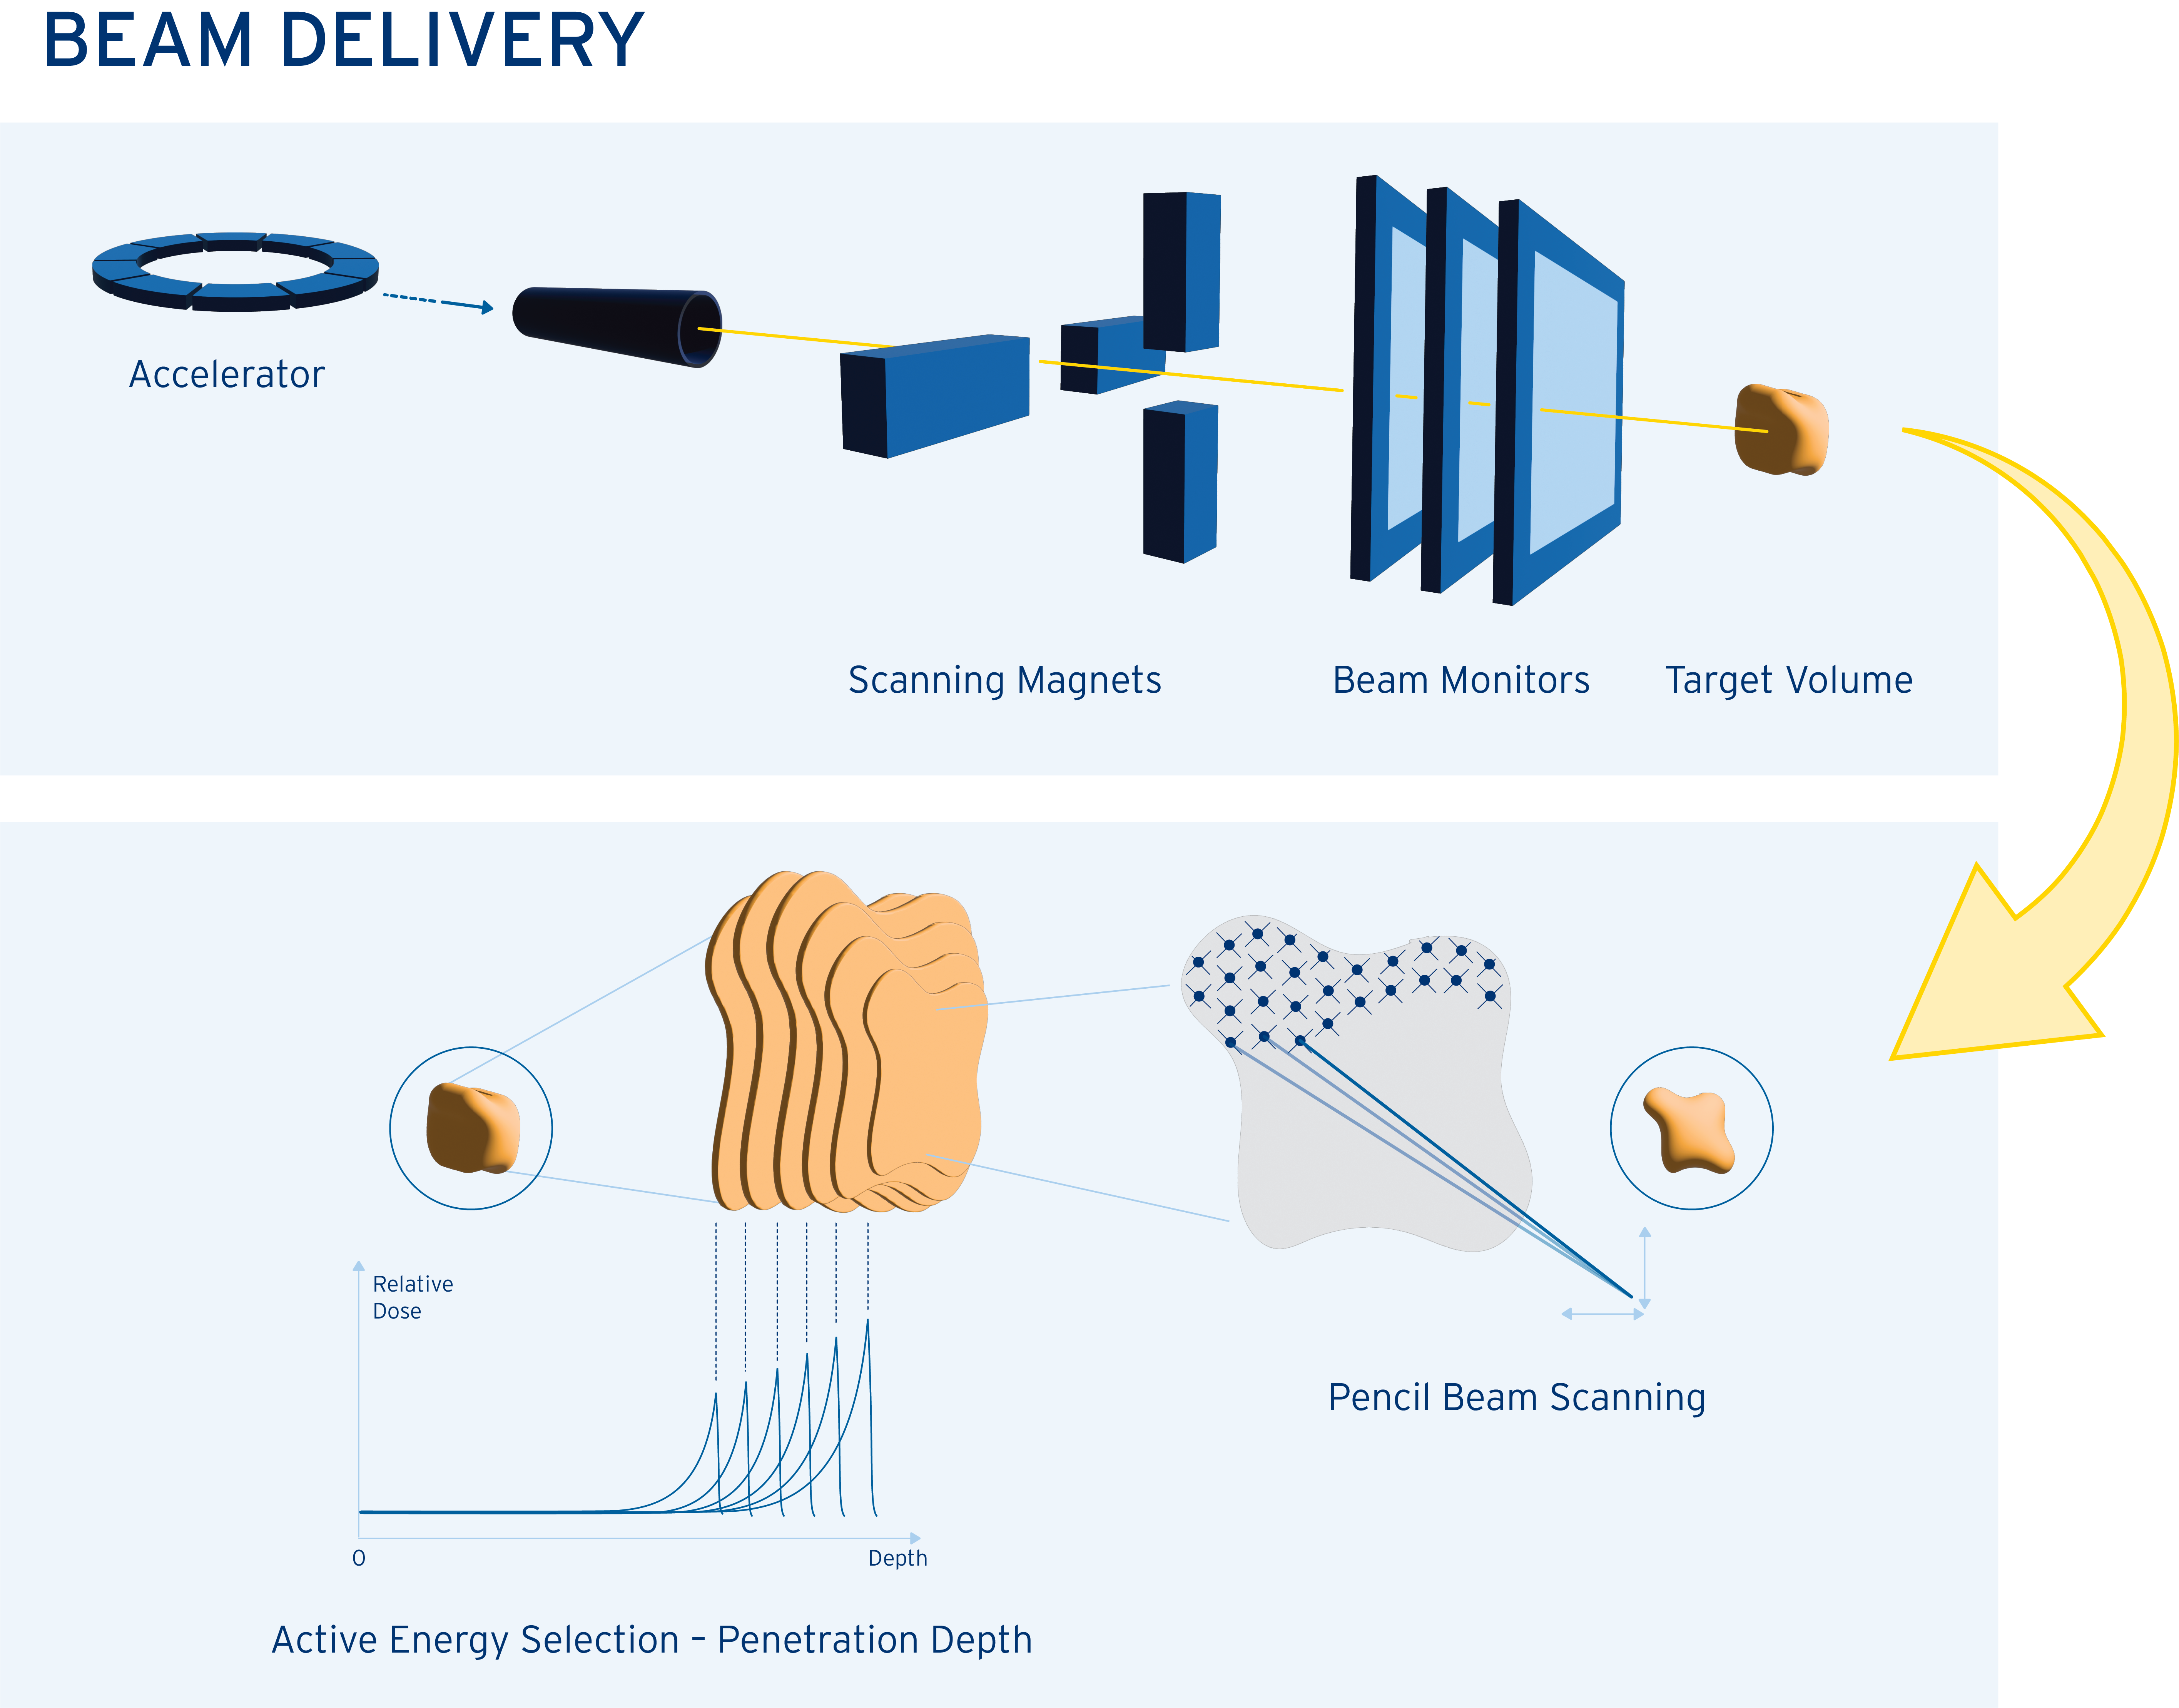 BEAM DELIVERY
Accelerator
Scanning Magnets
Beam Monitors
Target Volume
Relative
Dose
0
Depth
Active Energy Selection – Penetration Depth
Pencil Beam Scanning